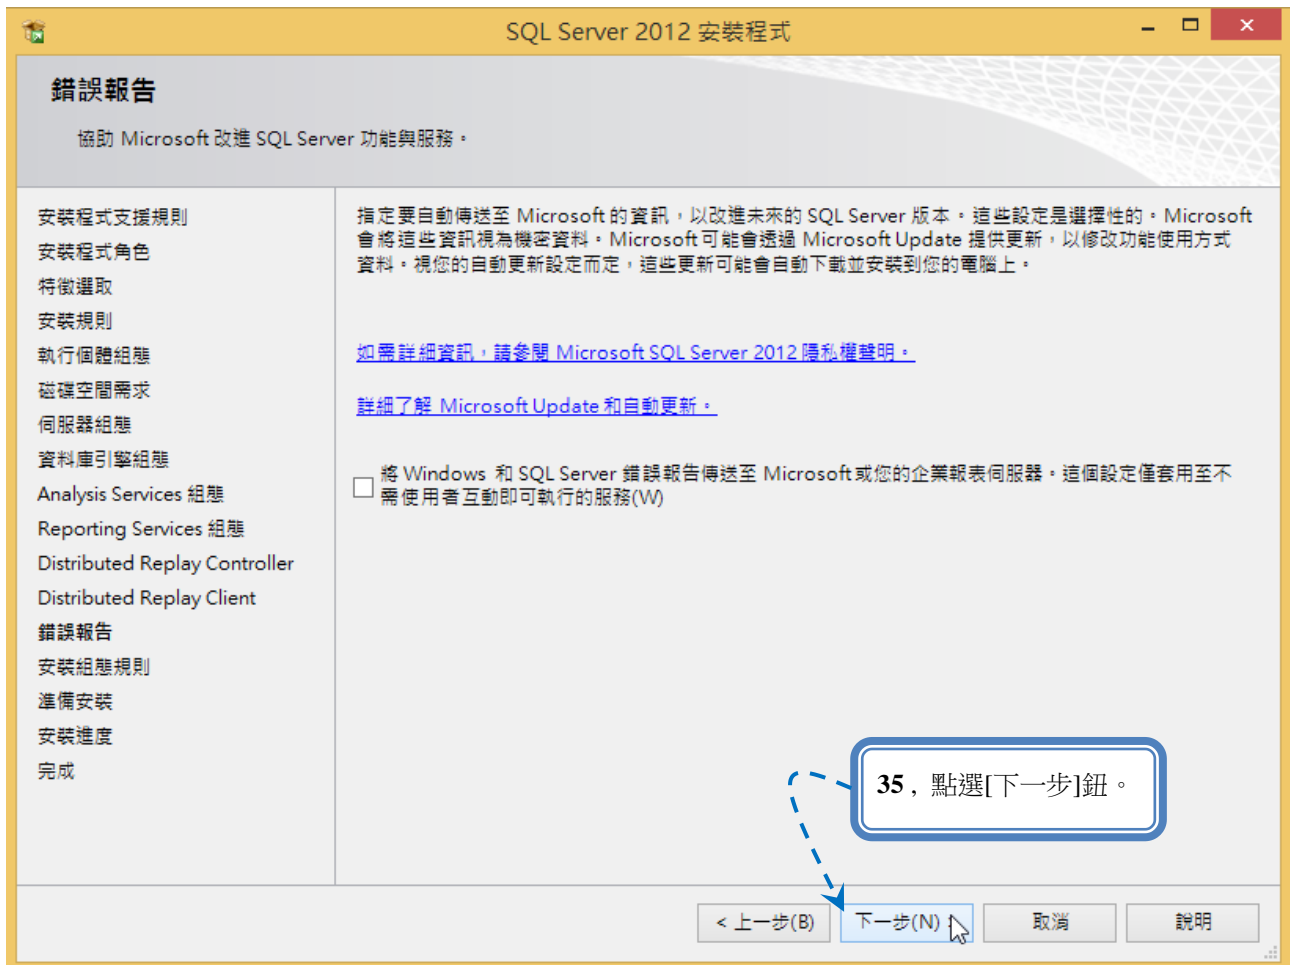 SQL Server 2012 安裝程式
錯誤報告
協助 Microsoft 改進 SQL Server 功能與服務。
安裝程式支援規則
安裝程式角色
特徵選取
安裝規則
執行個體組態
磁碟空間需求
伺服器組態
資料庫引擎組態
Analysis Services 組態
Reporting Services 組態
Distributed Replay Controller
Distributed Replay Client
錯誤報告
安裝組態規則
準備安裝
安裝進度
完成
指定要自動傳送至 Microsoft 的資訊，以改進未來的 SQL Server 版本。這些設定是選擇性的。Microsoft
會將這些資訊視為機密資料。Microsoft 可能會透過 Microsoft Update 提供更新，以修改功能使用方式
資料。視您的自動更新設定而定，這些更新可能會自動下載並安裝到您的電腦上。
如需詳細資訊，請參閱 Microsoft SQL Server 2012 隱私權聲明。
詳細了解 Microsoft Update 和自動更新。
將 Windows 和 SQL Server 錯誤報告傳送至 Microsoft 或您的企業報表伺服器。這個設定僅套用至不
需使用者互動即可執行的服務(W)
35 , 點選[下一步]鈕。
< 上一步(B)
下一步(N) >
取消
說明